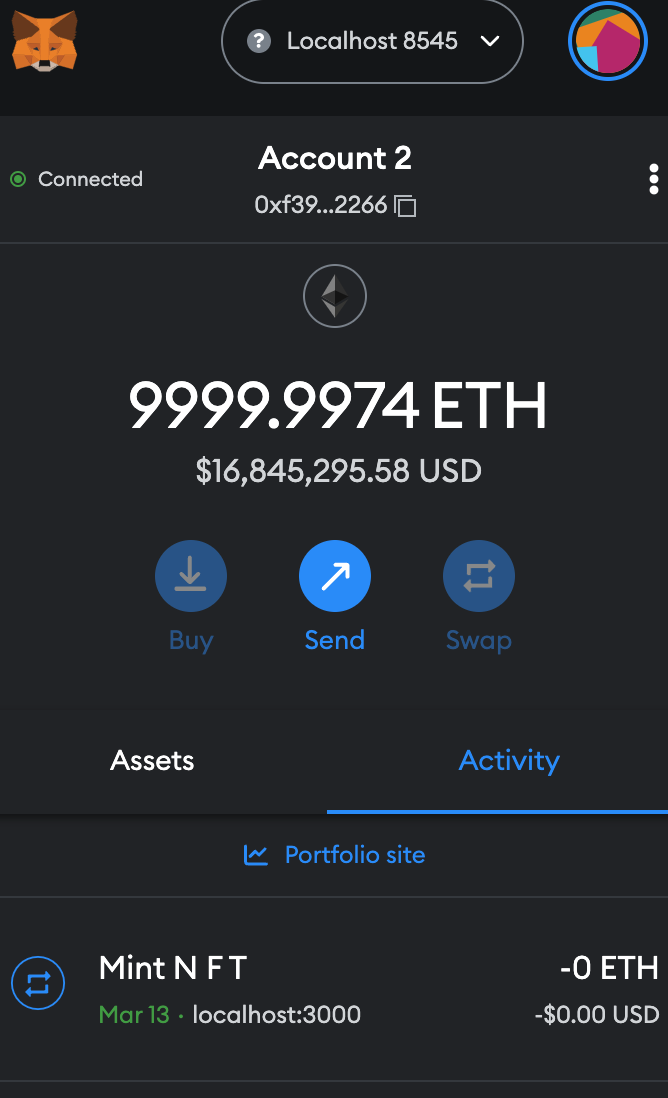 Localhost 8545
Account 2
Connected
0xf39...2266
9999.9974 ETH
$16,845,295.58 USD
Buy
Send
Swap
Assets
Activity
Portfolio site
Mint N F T
-0 ETH
Mar 13 · localhost:3000
-$0.00 USD